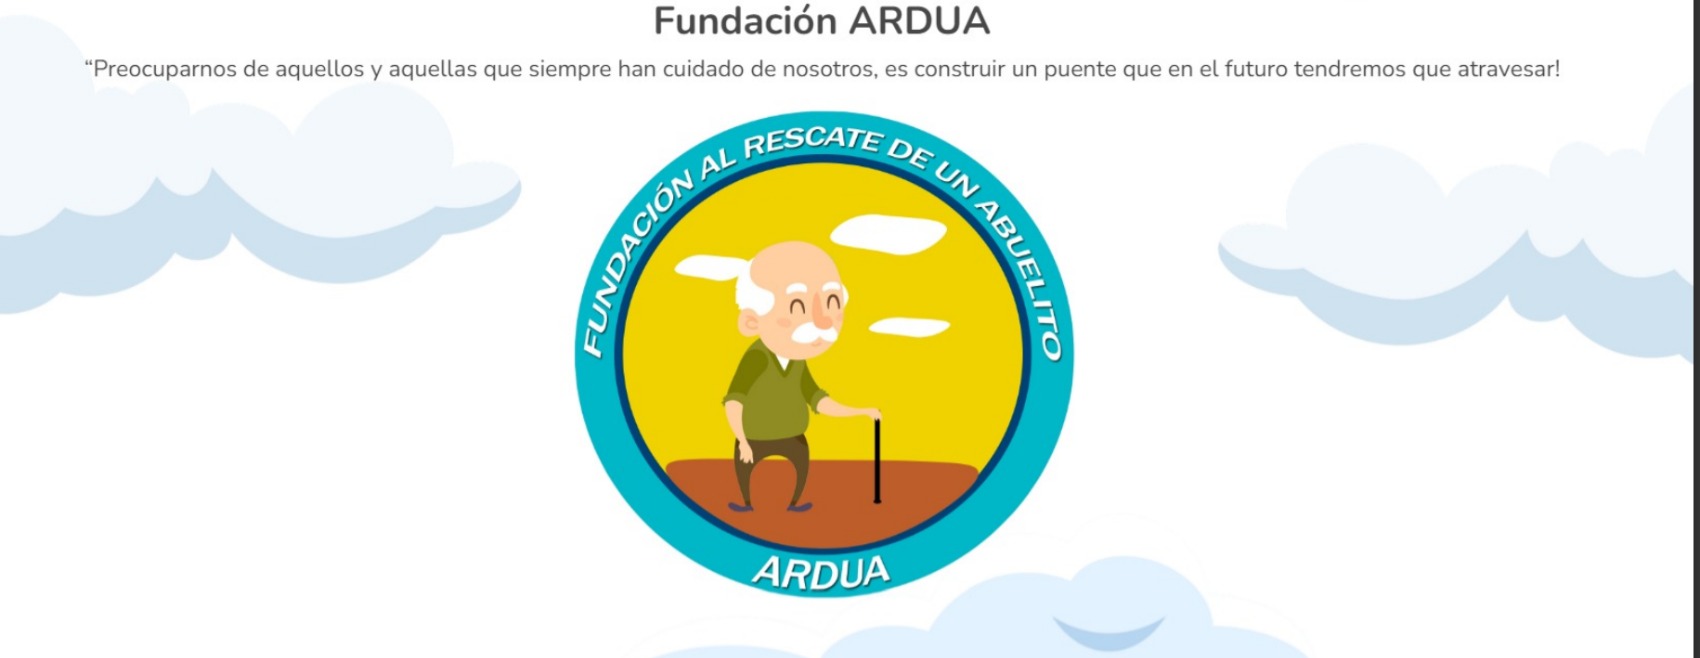 Fundación ARDUA
“Preocuparnos de aquellos y aquellas que siempre han cuidado de nosotros, es construir un puente que en el futuro tendremos que atravesar!
FUNDACIÓN AL RESCATE DE UN ABUELITO
ARDUA